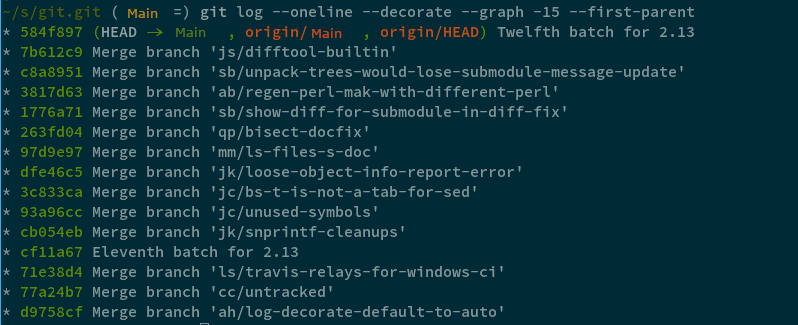 ~/s/git.git ( Main =) git log --oneline --decorate --graph -15 --first-parent
* 584f897 (HEAD -> Main , origin/Main , origin/HEAD) Twelfth batch for 2.13
* 7b612c9 Merge branch 'js/difftool-builtin'
* c8a8951 Merge branch 'sb/unpack-trees-would-lose-submodule-message-update'
* 3817d63 Merge branch 'ab/regen-perl-mak-with-different-perl'
* 1776a71 Merge branch 'sb/show-diff-for-submodule-in-diff-fix'
* 263fd04 Merge branch 'qp/bisect-docfix'
* 97d9e97 Merge branch 'mm/ls-files-s-doc'
* dfe46c5 Merge branch 'jk/loose-object-info-report-error'
* 3c833ca Merge branch 'jc/bs-t-is-not-a-tab-for-sed'
* 93a96cc Merge branch 'jc/unused-symbols'
* cb054eb Merge branch 'jk/snprintf-cleanups'
* cf11a67 Eleventh batch for 2.13
* 71e38d4 Merge branch 'ls/travis-relays-for-windows-ci'
* 77a24b7 Merge branch 'cc/untracked'
* d9758cf Merge branch 'ah/log-decorate-default-to-auto'